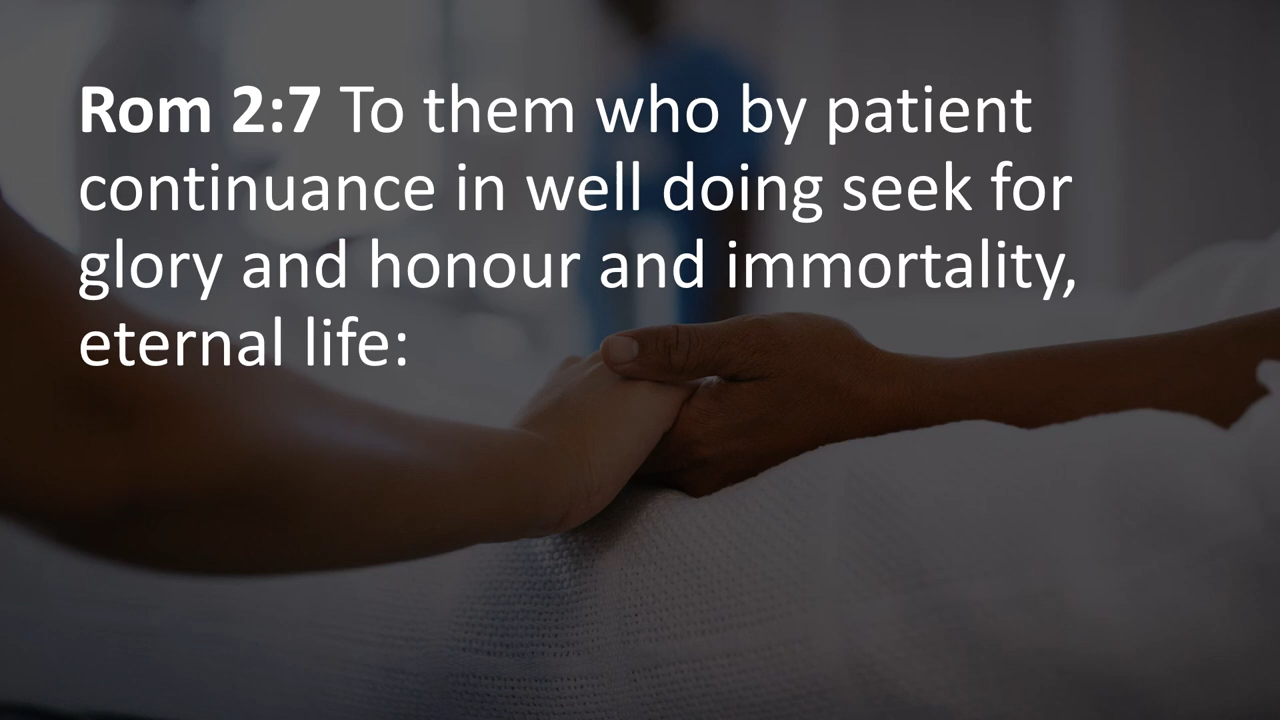 Rom 2:7 To them who by patient
continuance in well doing seek for
glory and honour and immortality,
eternal life: